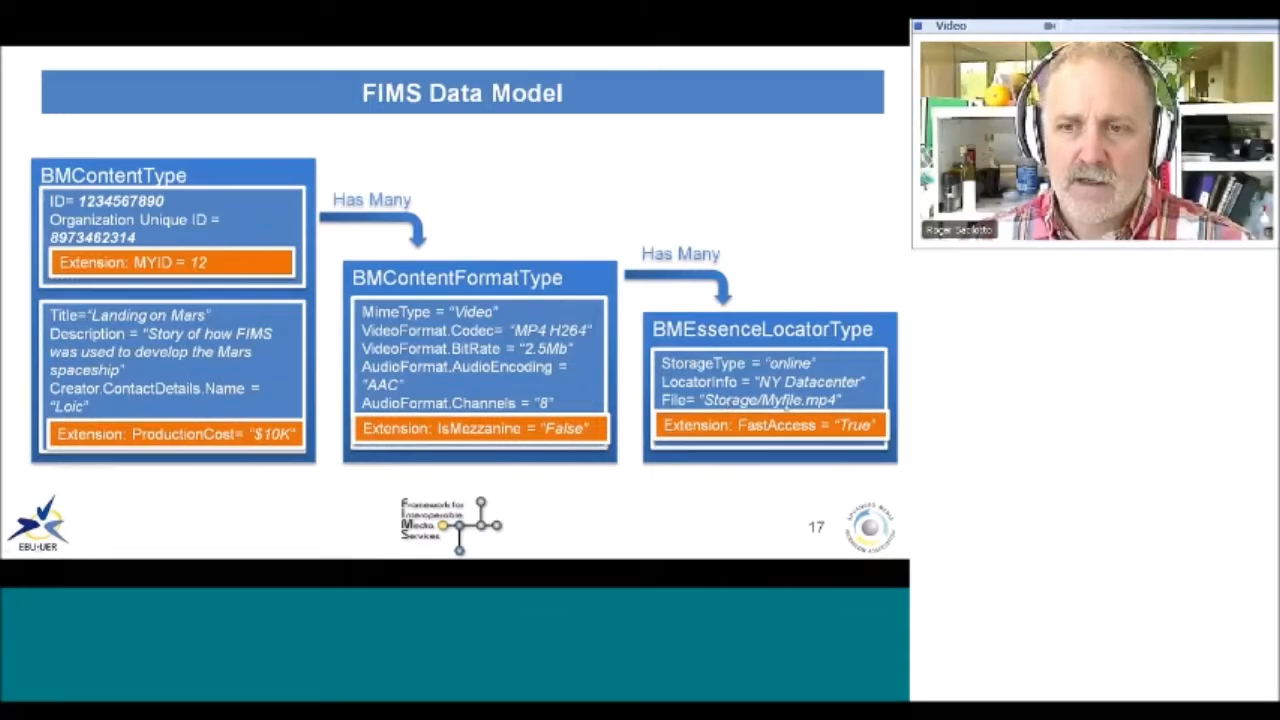 Video
FIMS Data Model
BMContentType
ID= 1234567890
Organization Unique ID =
8973462314
Extension: MYID = 12
Title="Landing on Mars"
Description = "Story of how FIMS
was used to develop the Mars
spaceship"
Creator.ContactDetails.Name =
"Loic"
Extension: ProductionCost= "$10K"
Has Many
BMContentFormatType
MimeType = "Video"
VideoFormat.Codec= "MP4 H264"
VideoFormat.BitRate = "2.5Mb"
AudioFormat.AudioEncoding =
"AAC"
AudioFormat.Channels = "8"
Extension: IsMezzanine = "False"
Has Many
BMEssenceLocatorType
StorageType = "online"
LocatorInfo = "NY Datacenter"
File= "Storage/Myfile.mp4"
Extension: FastAccess = "True"
Roger Sacilotto
EBU·UER
Framework for
Interoperable
Media
Services
17